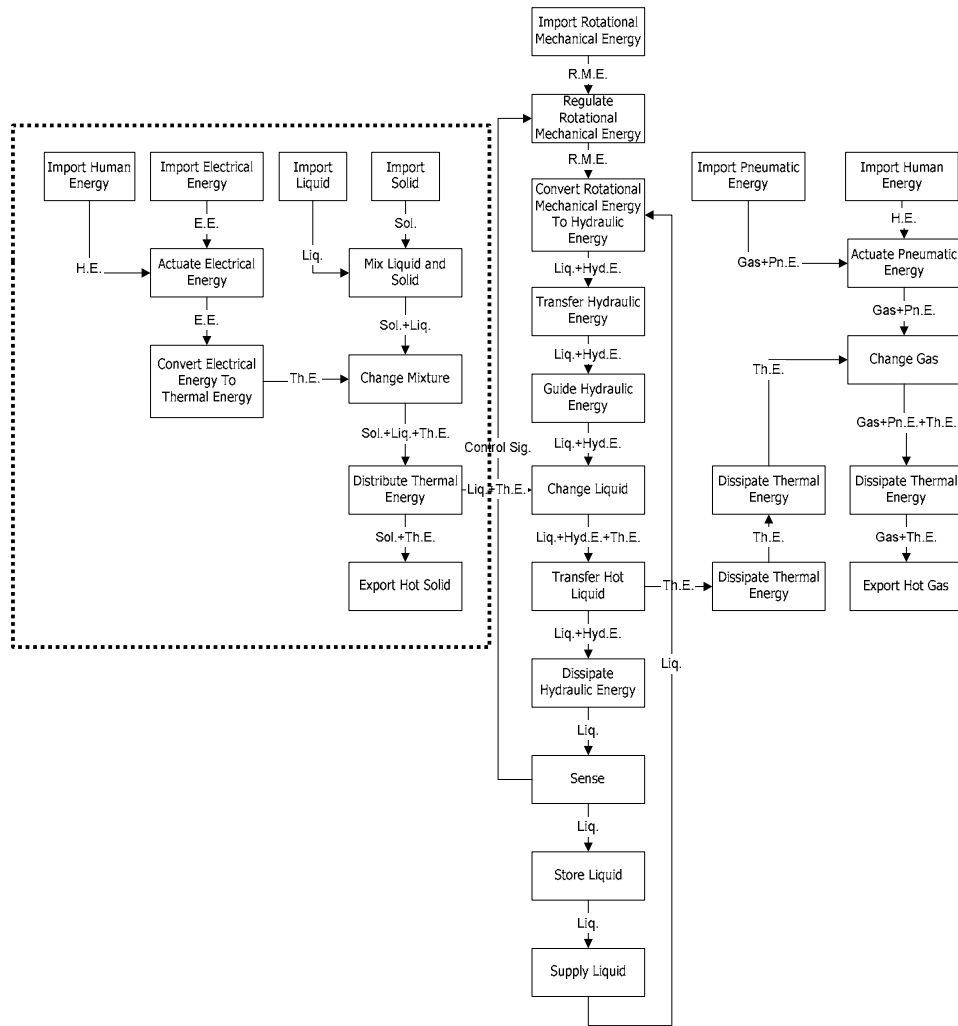 Import Rotational
Mechanical Energy
R.M.E.
Regulate
Rotational
Mechanical Energy
R.M.E.
Import Human
Energy
Import Electrical
Energy
Import
Liquid
Import
Solid
Convert Rotational
Mechanical Energy
To Hydraulic
Energy
Import Pneumatic
Energy
Import Human
Energy
E.E.
Liq.
Sol.
H.E.
H.E.
Actuate Electrical
Energy
Mix Liquid and
Solid
Liq.+Hyd.E.
Gas+Pn.E.
Actuate Pneumatic
Energy
E.E.
Sol.+Liq.
Transfer Hydraulic
Energy
Gas+Pn.E.
Convert Electrical
Energy To
Thermal Energy
Th.E.
Change Mixture
Liq.+Hyd.E.
Th.E.
Change Gas
Guide Hydraulic
Energy
Sol.+Liq.+Th.E.
Control Sig.
Liq.+Hyd.E.
Gas+Pn.E.+Th.E.
Distribute Thermal
Energy
Liq.+Th.E.
Change Liquid
Dissipate Thermal
Energy
Dissipate Thermal
Energy
Sol.+Th.E.
Liq.+Hyd.E.+Th.E.
Th.E.
Gas+Th.E.
Export Hot Solid
Transfer Hot
Liquid
Th.E.
Dissipate Thermal
Energy
Export Hot Gas
Liq.+Hyd.E.
Liq.
Dissipate
Hydraulic Energy
Liq.
Sense
Liq.
Store Liquid
Liq.
Supply Liquid